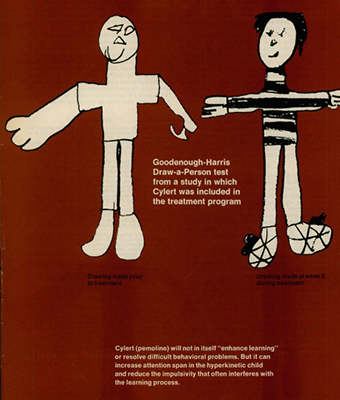 Goodenough-Harris
Draw-a-Person test
from a study in which
Cylert was included in
the treatment program
Drawing made prior
to treatment
Drawing made at week 8
during treatment
Cylert (pemoline) will not in itself "enhance learning"
or resolve difficult behavioral problems. But it can
increase attention span in the hyperkinetic child
and reduce the impulsivity that often interferes with
the learning process.